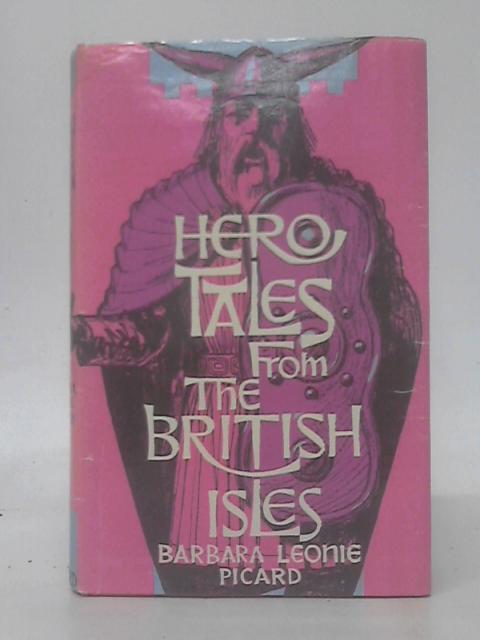 HERO
TALES
From
THE
BRITISH
ISLES
BARBARA LEONIE
PICARD